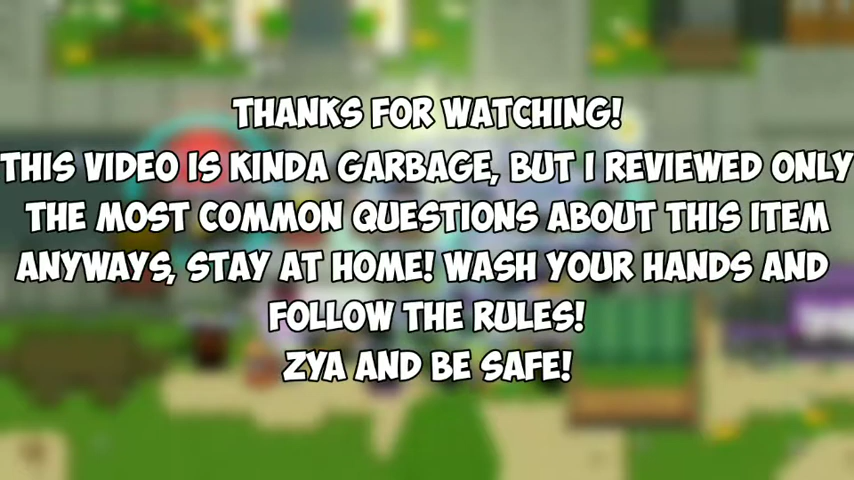 THANKS FOR WATCHING!
THIS VIDEO IS KINDA GARBAGE, BUT I REVIEWED ONLY
THE MOST COMMON QUESTIONS ABOUT THIS ITEM
ANYWAYS, STAY AT HOME! WASH YOUR HANDS AND
FOLLOW THE RULES!
ZYA AND BE SAFE!